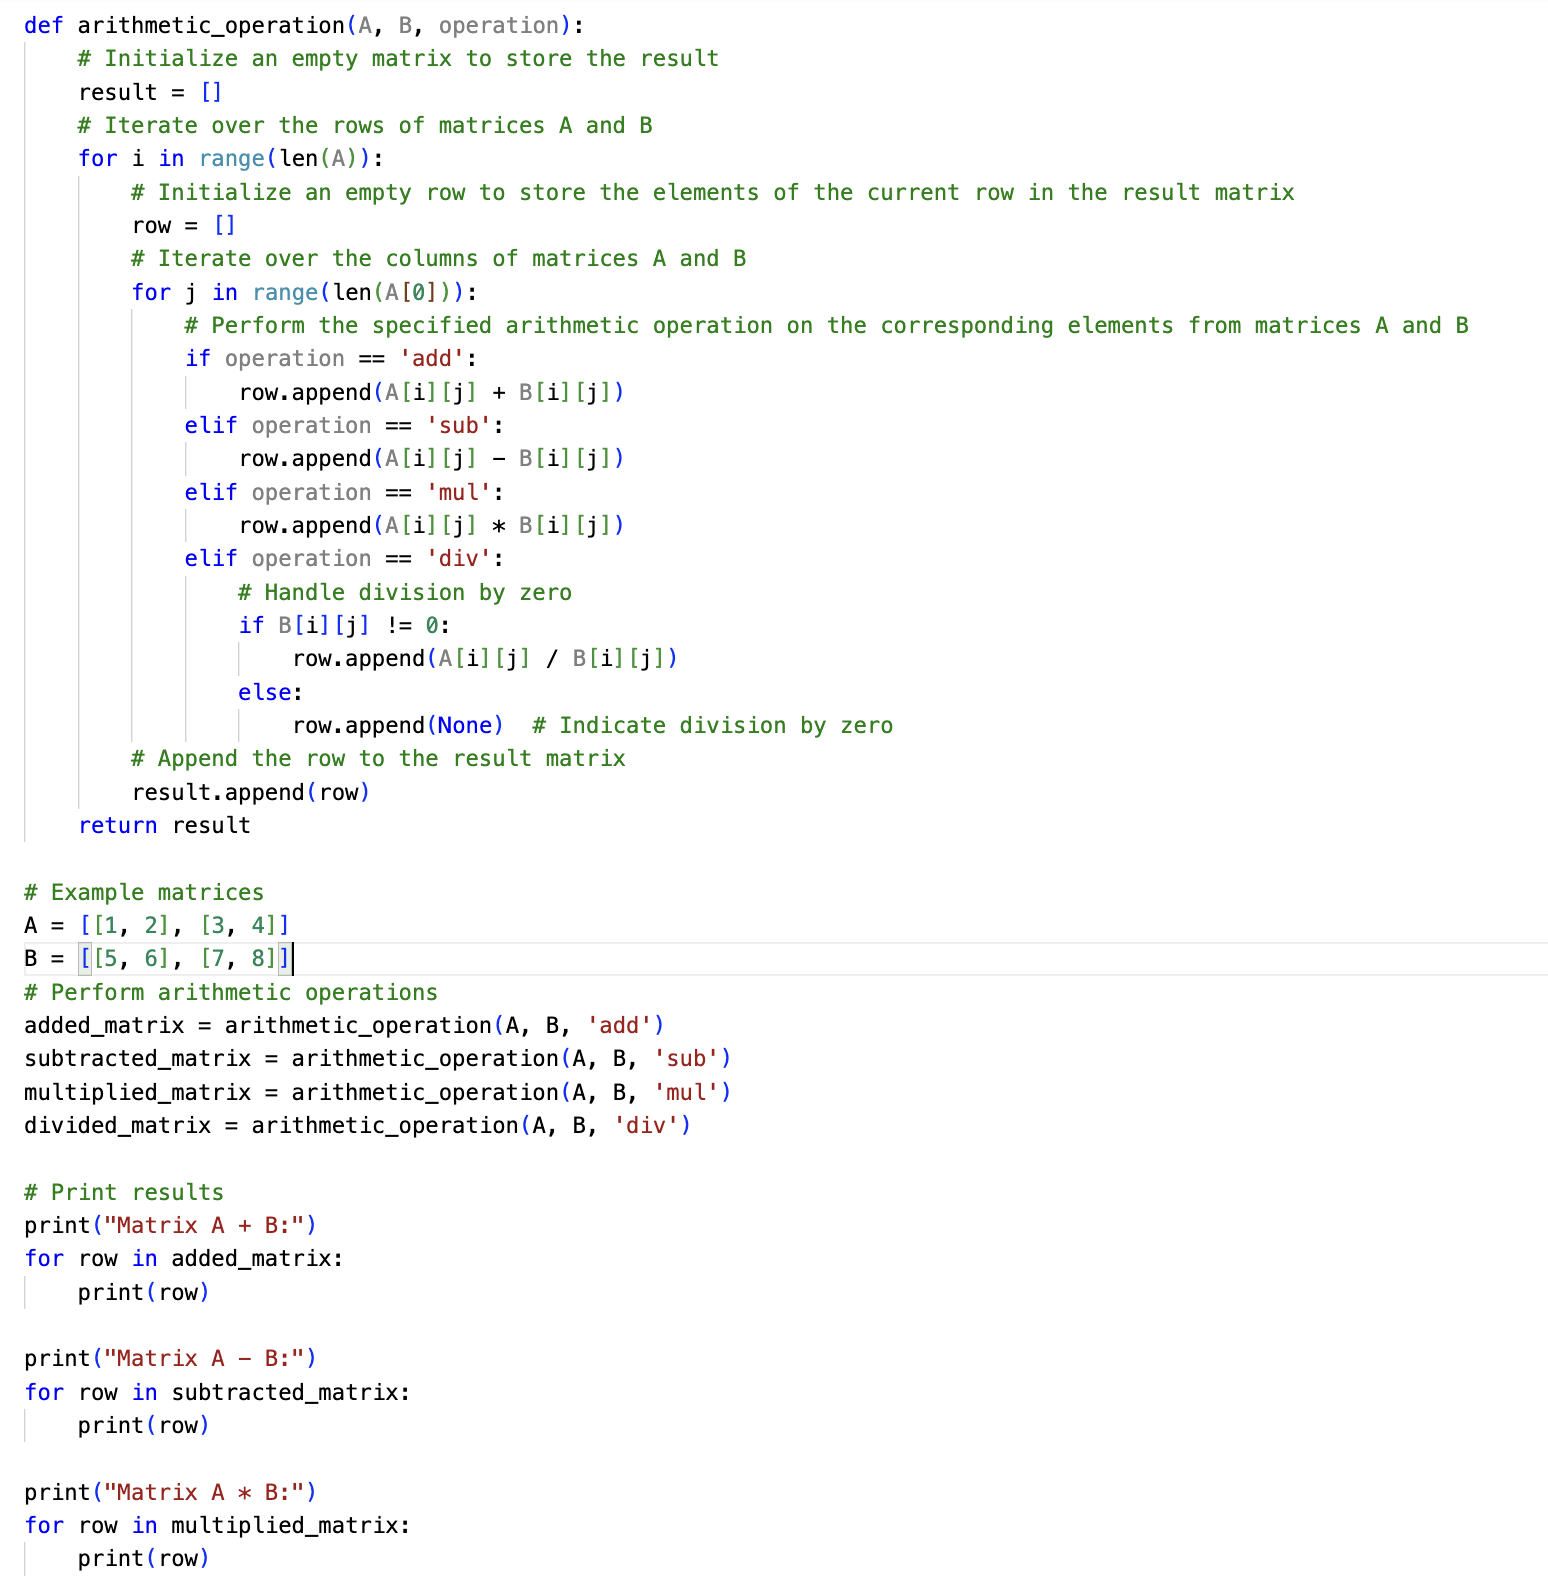 def arithmetic_operation(A, B, operation):
    # Initialize an empty matrix to store the result
    result = []
    # Iterate over the rows of matrices A and B
    for i in range(len(A)):
        # Initialize an empty row to store the elements of the current row in the result matrix
        row = []
        # Iterate over the columns of matrices A and B
        for j in range(len(A[0])):
            # Perform the specified arithmetic operation on the corresponding elements from matrices A and B
            if operation == 'add':
                row.append(A[i][j] + B[i][j])
            elif operation == 'sub':
                row.append(A[i][j] - B[i][j])
            elif operation == 'mul':
                row.append(A[i][j] * B[i][j])
            elif operation == 'div':
                # Handle division by zero
                if B[i][j] != 0:
                    row.append(A[i][j] / B[i][j])
                else:
                    row.append(None)  # Indicate division by zero
        # Append the row to the result matrix
        result.append(row)
    return result

# Example matrices
A = [[1, 2], [3, 4]]
B = [[5, 6], [7, 8]]
# Perform arithmetic operations
added_matrix = arithmetic_operation(A, B, 'add')
subtracted_matrix = arithmetic_operation(A, B, 'sub')
multiplied_matrix = arithmetic_operation(A, B, 'mul')
divided_matrix = arithmetic_operation(A, B, 'div')

# Print results
print("Matrix A + B:")
for row in added_matrix:
    print(row)

print("Matrix A - B:")
for row in subtracted_matrix:
    print(row)

print("Matrix A * B:")
for row in multiplied_matrix:
    print(row)